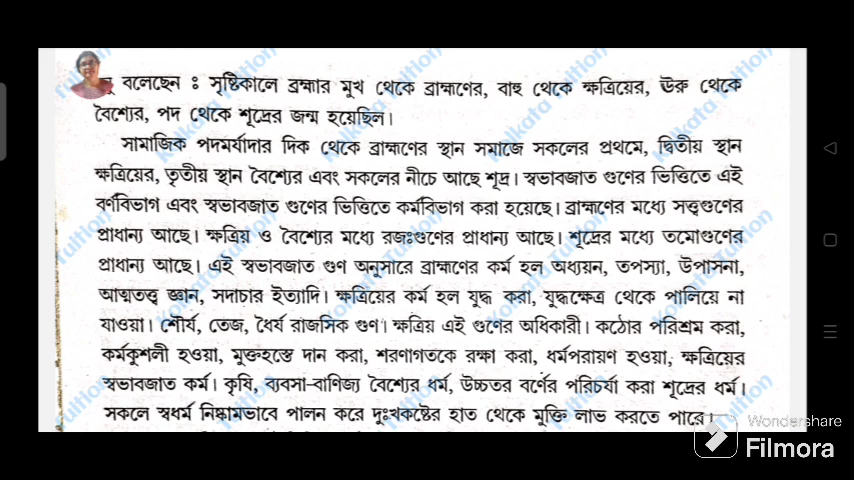 বলেছেন ঃ সৃষ্টিকালে ব্রহ্মার মুখ থেকে ব্রাহ্মণের, বাহু থেকে ক্ষত্রিয়ের, ঊরু থেকে
বৈশ্যের, পদ থেকে শূদ্রের জন্ম হয়েছিল।
সামাজিক পদমর্যাদার দিক থেকে ব্রাহ্মণের স্থান সমাজে সকলের প্রথমে, দ্বিতীয় স্থান
ক্ষত্রিয়ের, তৃতীয় স্থান বৈশ্যের এবং সকলের নীচে আছে শূদ্র। স্বভাবজাত গুণের ভিত্তিতে এই
বর্ণবিভাগ এবং স্বভাবজাত গুণের ভিত্তিতে কর্মবিভাগ করা হয়েছে। ব্রাহ্মণের মধ্যে সত্ত্বগুণের
প্রাধান্য আছে। ক্ষত্রিয় ও বৈশ্যের মধ্যে রজঃগুণের প্রাধান্য আছে। শূদ্রের মধ্যে তমোগুণের
প্রাধান্য আছে। এই স্বভাবজাত গুণ অনুসারে ব্রাহ্মণের কর্ম হল অধ্যয়ন, তপস্যা, উপাসনা,
আত্মতত্ত্ব জ্ঞান, সদাচার ইত্যাদি। ক্ষত্রিয়ের কর্ম হল যুদ্ধ করা, যুদ্ধক্ষেত্র থেকে পালিয়ে না
যাওয়া। শৌর্য, তেজ, ধৈর্য রাজসিক গুণ। ক্ষত্রিয় এই গুণের অধিকারী। কঠোর পরিশ্রম করা,
কর্মকুশলী হওয়া, মুক্তহস্তে দান করা, শরণাগতকে রক্ষা করা, ধর্মপরায়ণ হওয়া, ক্ষত্রিয়ের
স্বভাবজাত কর্ম। কৃষি, ব্যবসা-বাণিজ্য বৈশ্যের ধর্ম, উচ্চতর বর্ণের পরিচর্যা করা শূদ্রের ধর্ম।
সকলে স্বধর্ম নিষ্কামভাবে পালন করে দুঃখকষ্টের হাত থেকে মুক্তি লাভ করতে পারে।
Kolkata Tuition
Wondershare
Filmora